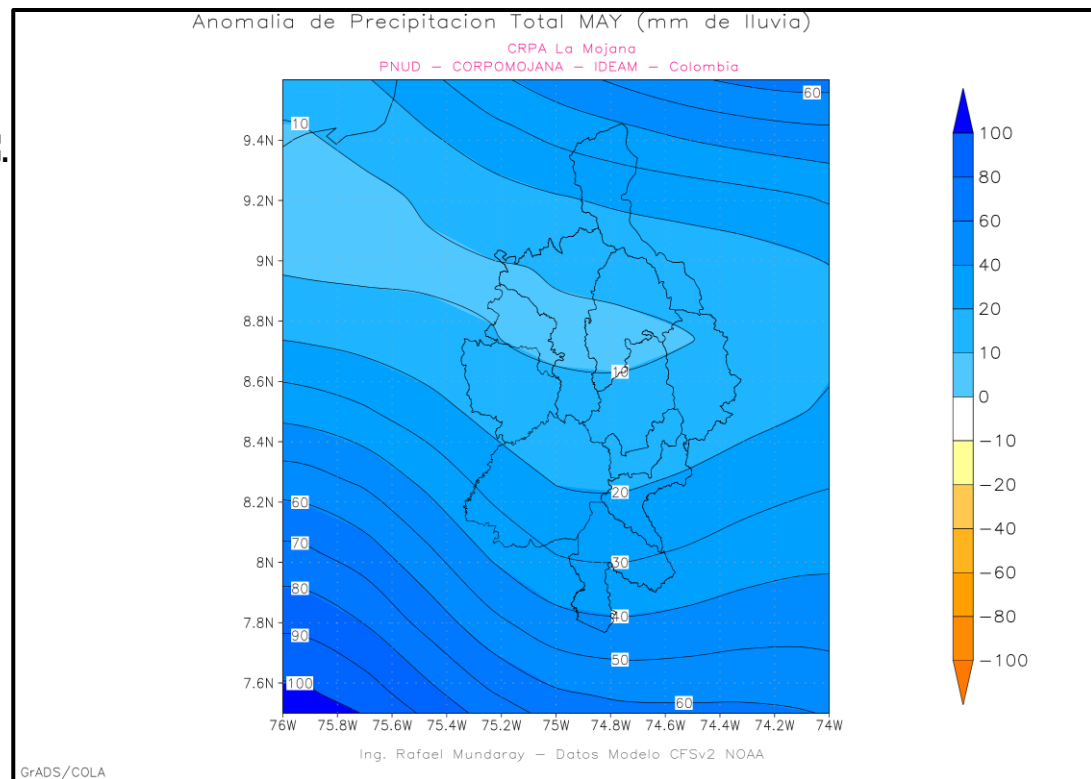 Anomalia de Precipitacion Total MAY (mm de lluvia)
CRPA La Mojana
PNUD – CORPOMOJANA – IDEAM – Colombia
60
10
9.4N
9.2N
9N
8.8N
8.6N
8.4N
8.2N
8N
7.8N
7.6N
10
20
30
40
50
60
60
70
80
90
100
76W 75.8W 75.6W 75.4W 75.2W 75W 74.8W 74.6W 74.4W 74.2W 74W
100
80
60
40
20
10
0
−10
−20
−40
−60
−80
−100
Ing. Rafael Mundaray – Datos Modelo CFSv2 NOAA
GrADS/COLA